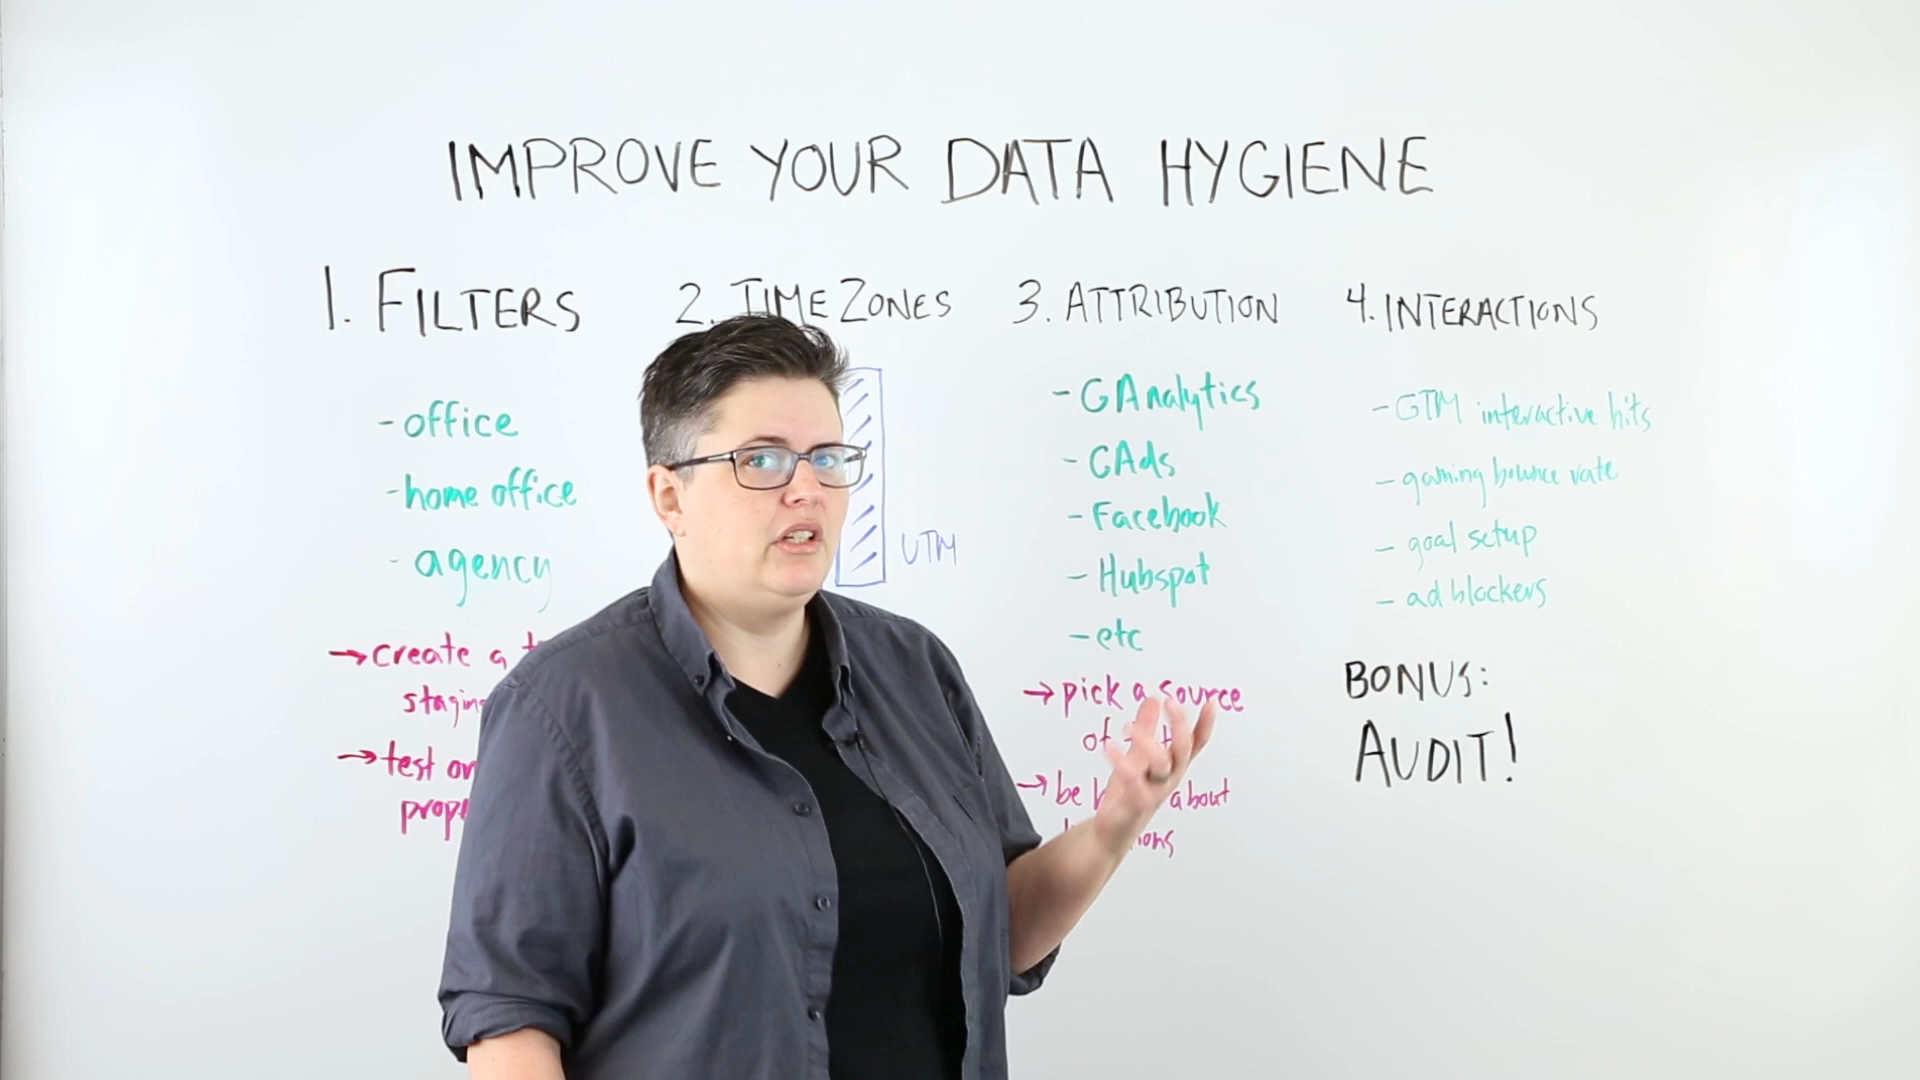 IMPROVE YOUR DATA HYGIENE
1. FILTERS
- office
- home office
- agency
→ create a
→ test on
2. TIME ZONES
UTM
3. ATTRIBUTION
- GAnalytics
- GAds
- Facebook
- Hubspot
- etc
→ pick a source
of
→ be about
4. INTERACTIONS
- GTM interactive hits
- gaming bounce rate
- goal setup
- ad blockers
BONUS:
AUDIT!